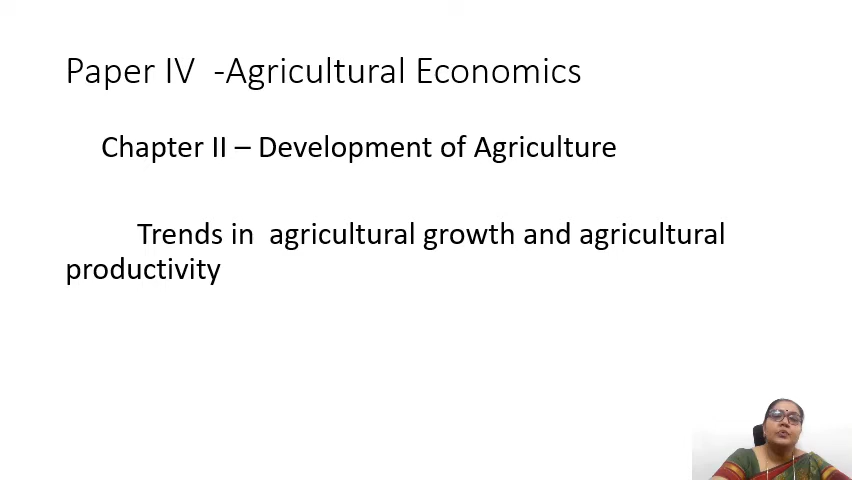 Paper IV  -Agricultural Economics
Chapter II – Development of Agriculture
Trends in  agricultural growth and agricultural
productivity